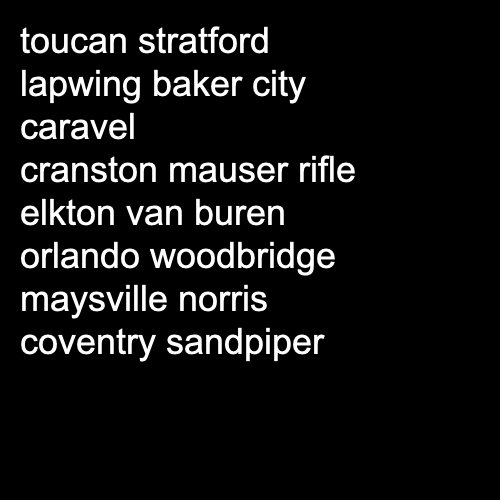 toucan stratford
lapwing baker city
caravel
cranston mauser rifle
elkton van buren
orlando woodbridge
maysville norris
coventry sandpiper